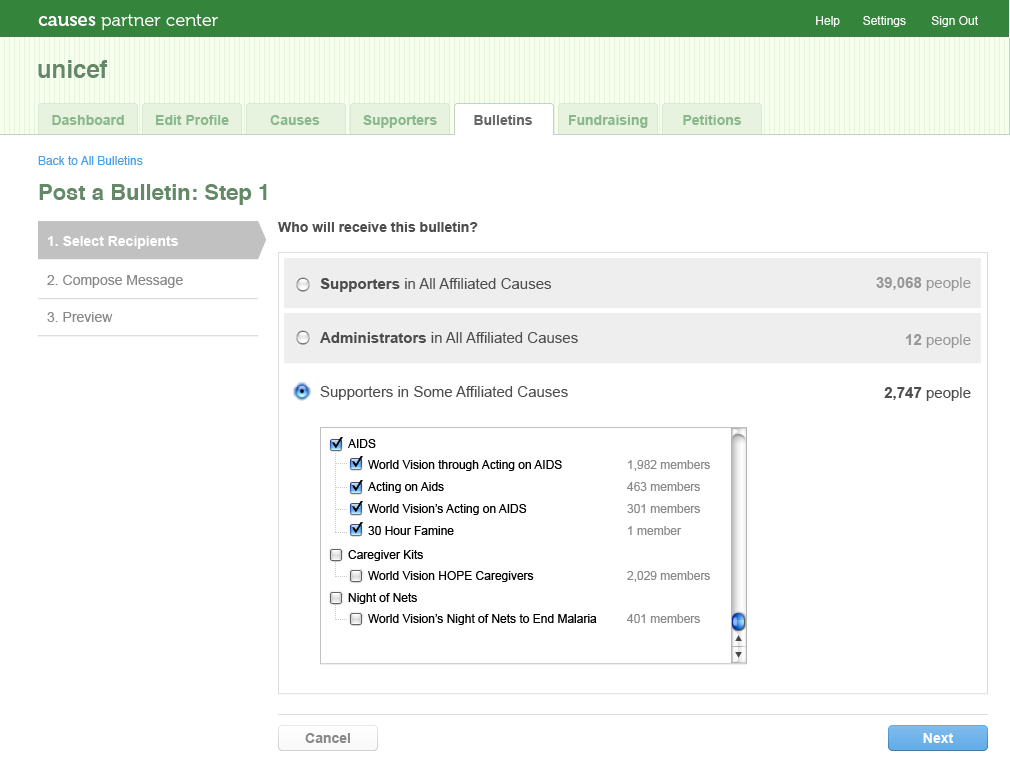 causes partner center Help Settings Sign Out
unicef
Dashboard Edit Profile Causes Supporters Bulletins Fundraising Petitions
Back to All Bulletins
Post a Bulletin: Step 1
1. Select Recipients
2. Compose Message
3. Preview
Who will receive this bulletin?
Supporters in All Affiliated Causes 39,068 people
Administrators in All Affiliated Causes 12 people
Supporters in Some Affiliated Causes 2,747 people
AIDS
World Vision through Acting on AIDS 1,982 members
Acting on Aids 463 members
World Vision's Acting on AIDS 301 members
30 Hour Famine 1 member
Caregiver Kits
World Vision HOPE Caregivers 2,029 members
Night of Nets
World Vision's Night of Nets to End Malaria 401 members
Cancel Next